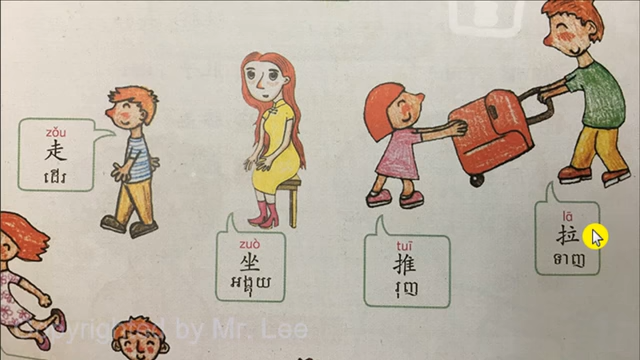 zǒu
走
ដើរ
zuò
坐
អង្គុយ
tuī
推
រុញ
lā
拉
ទាញ
Copyrighted by Mr. Lee